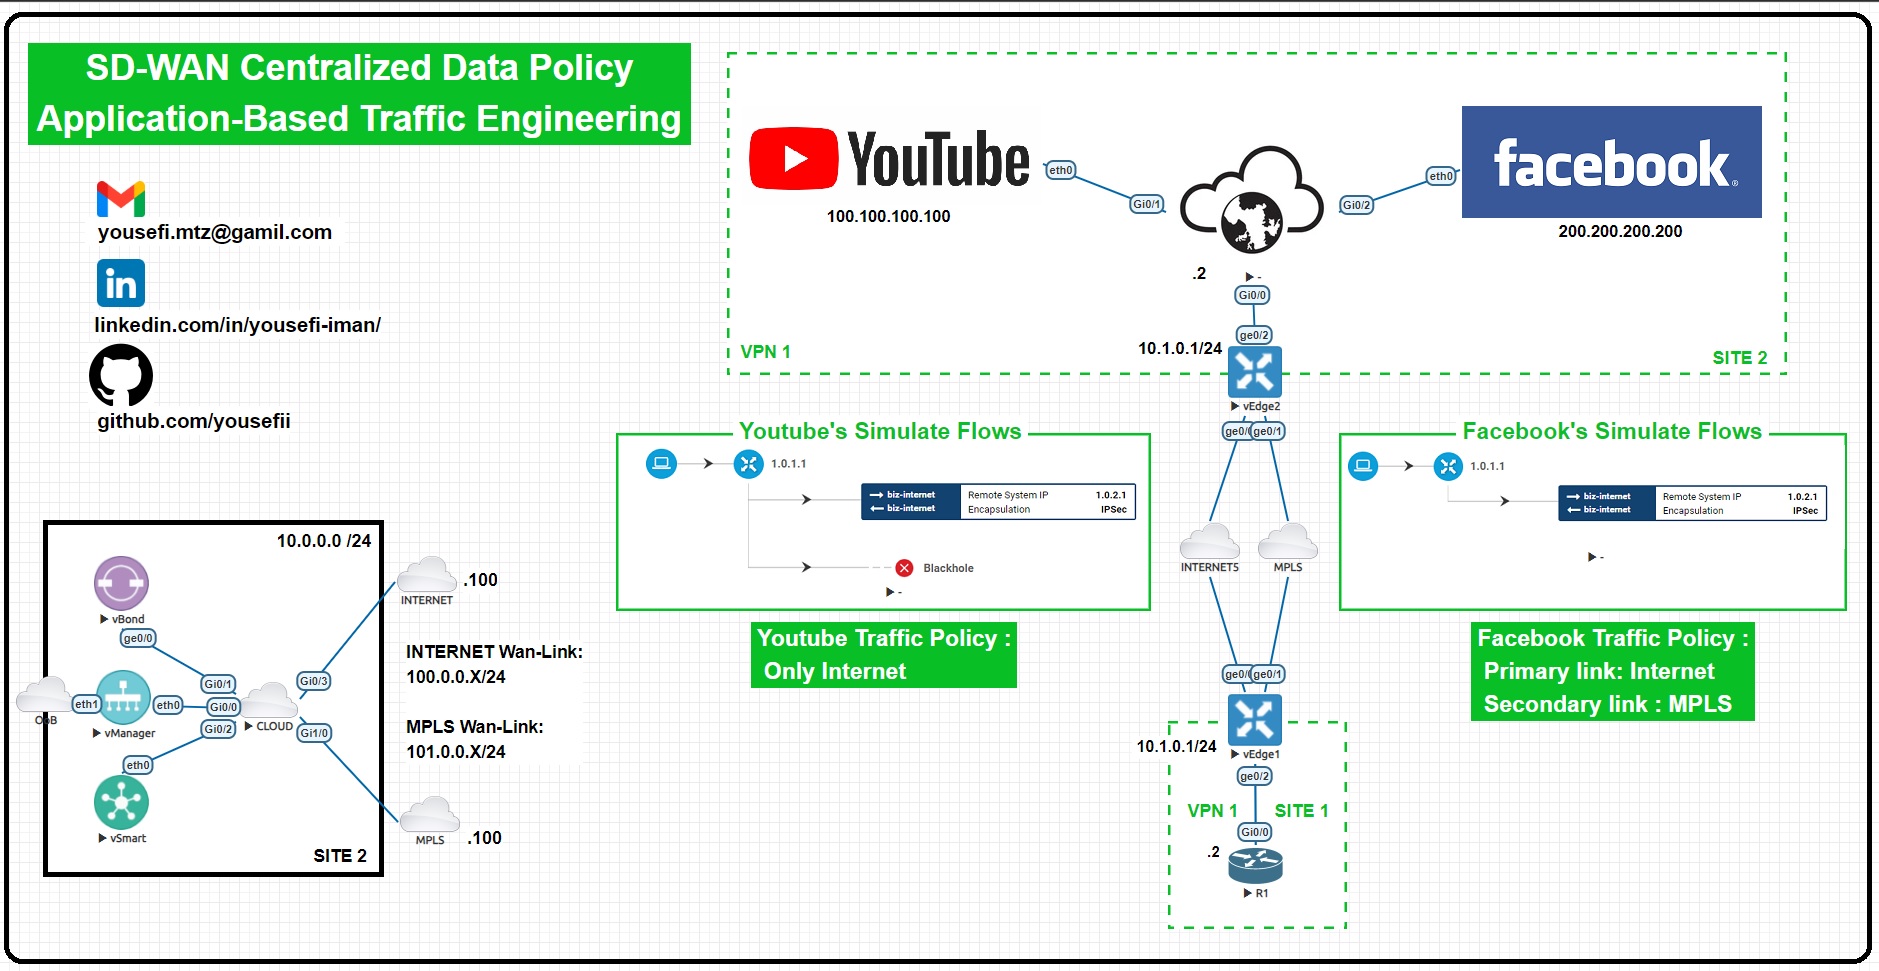 SD-WAN Centralized Data Policy
Application-Based Traffic Engineering
yousefi.mtz@gamil.com
in
linkedin.com/in/yousefi-iman/
github.com/yousefii
YouTube
100.100.100.100
eth0
Gi0/1
Gi0/2
eth0
facebook.
200.200.200.200
.2
-
Gi0/0
ge0/2
10.1.0.1/24
VPN 1
SITE 2
vEdge2
ge0/0
ge0/1
Youtube's Simulate Flows
1.0.1.1
biz-internet
biz-internet
Remote System IP 1.0.2.1
Encapsulation IPSec
Blackhole
-
Youtube Traffic Policy :
Only Internet
INTERNET5
MPLS
Facebook's Simulate Flows
1.0.1.1
biz-internet
biz-internet
Remote System IP 1.0.2.1
Encapsulation IPSec
-
Facebook Traffic Policy :
Primary link: Internet
Secondary link : MPLS
ge0/0
ge0/1
10.1.0.1/24
vEdge1
ge0/2
VPN 1
SITE 1
Gi0/0
.2
R1
10.0.0.0 /24
vBond
ge0/0
Gi0/1
Gi0/3
OoB
eth1
eth0
Gi0/0
vManager
Gi0/2
CLOUD
Gi1/0
eth0
vSmart
SITE 2
INTERNET
.100
INTERNET Wan-Link:
100.0.0.X/24
MPLS Wan-Link:
101.0.0.X/24
MPLS
.100